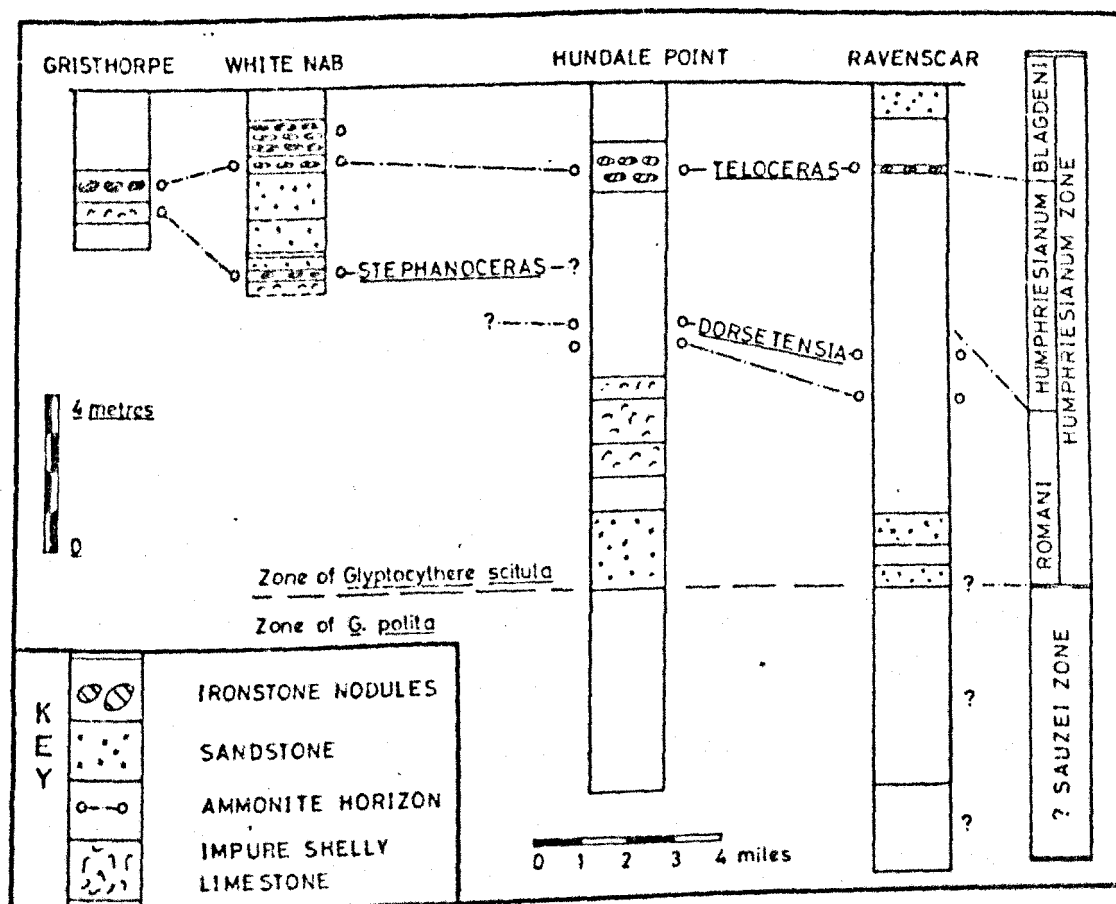 GRISTHORPE
WHITE NAB
HUNDALE POINT
RAVENSCAR
TELOCERAS
STEPHANOCERAS ?
? DORSETENSIA
4 metres
0
Zone of Glyptocythere scitula
Zone of G. polita
?
?
?
BLAGDENI
HUMPHRIESIANUM
ROMANI
HUMPHRIESIANUM ZONE
? SAUZEI ZONE
KEY
IRONSTONE NODULES
SANDSTONE
AMMONITE HORIZON
IMPURE SHELLY
LIMESTONE
0 1 2 3 4 miles